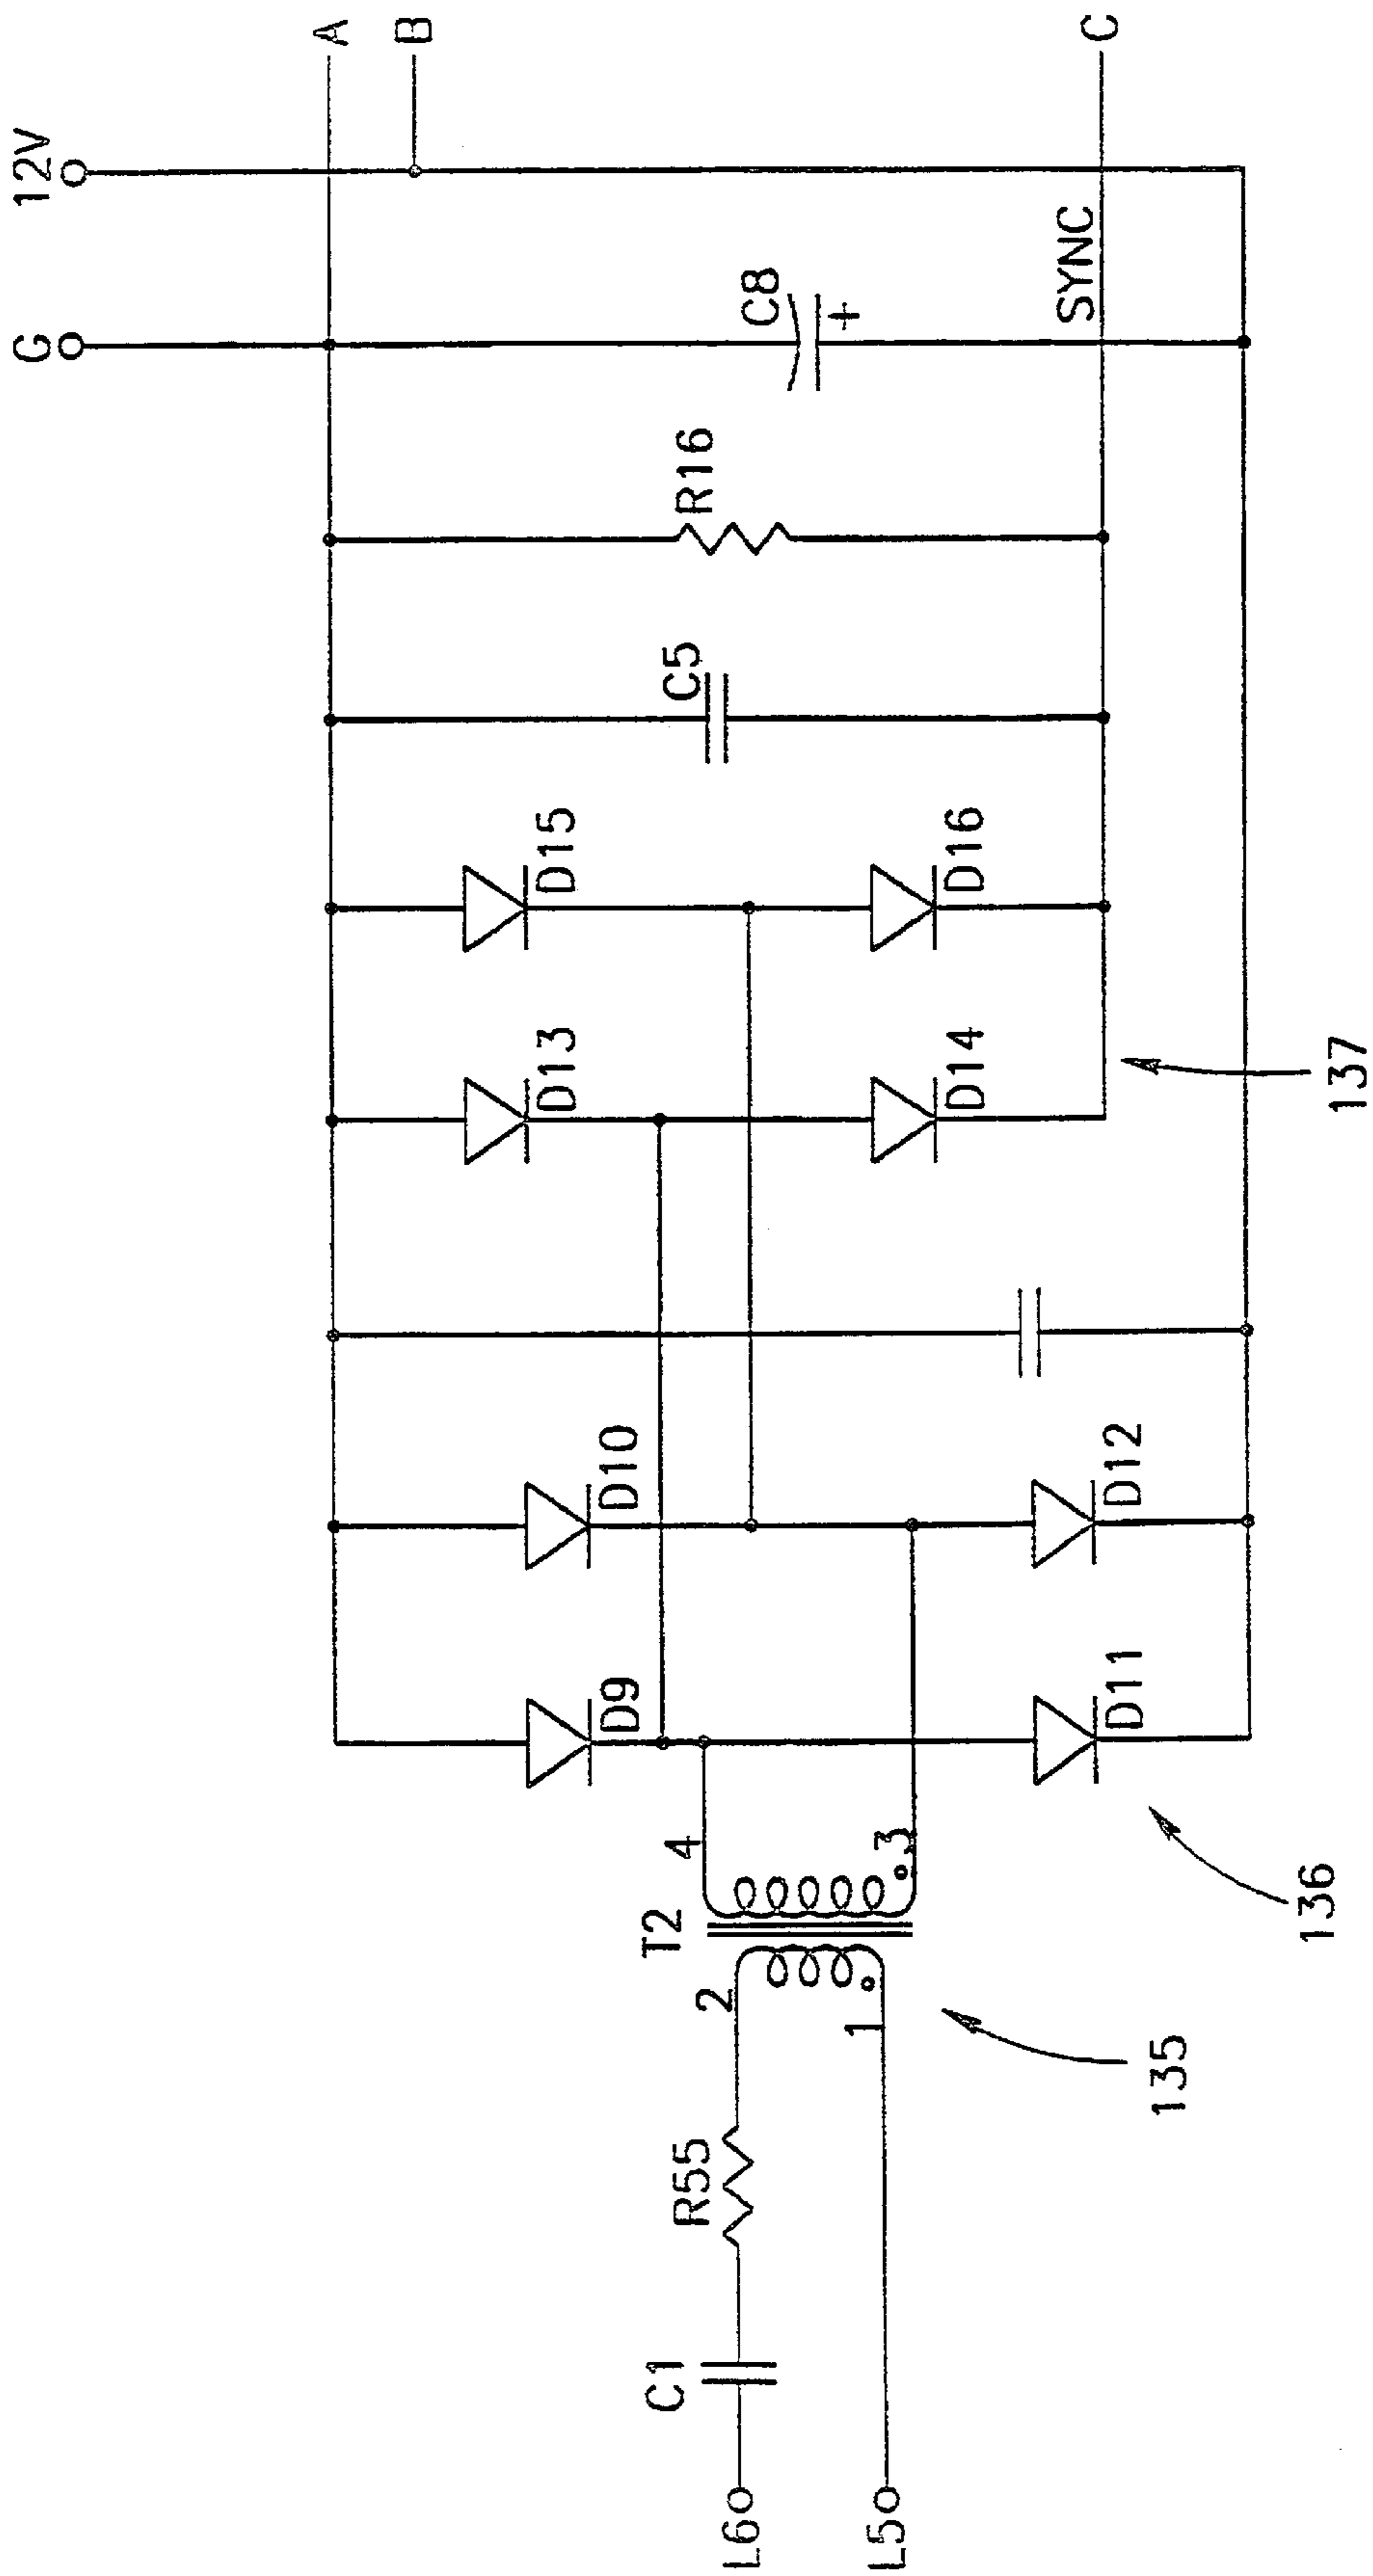 G
12V
A
B
C8
+
SYNC
C
R16
C5
D15
D16
D13
D14
137
D10
D12
D9
D11
136
4
3
T2
2
1
135
R55
C1
L6
L5